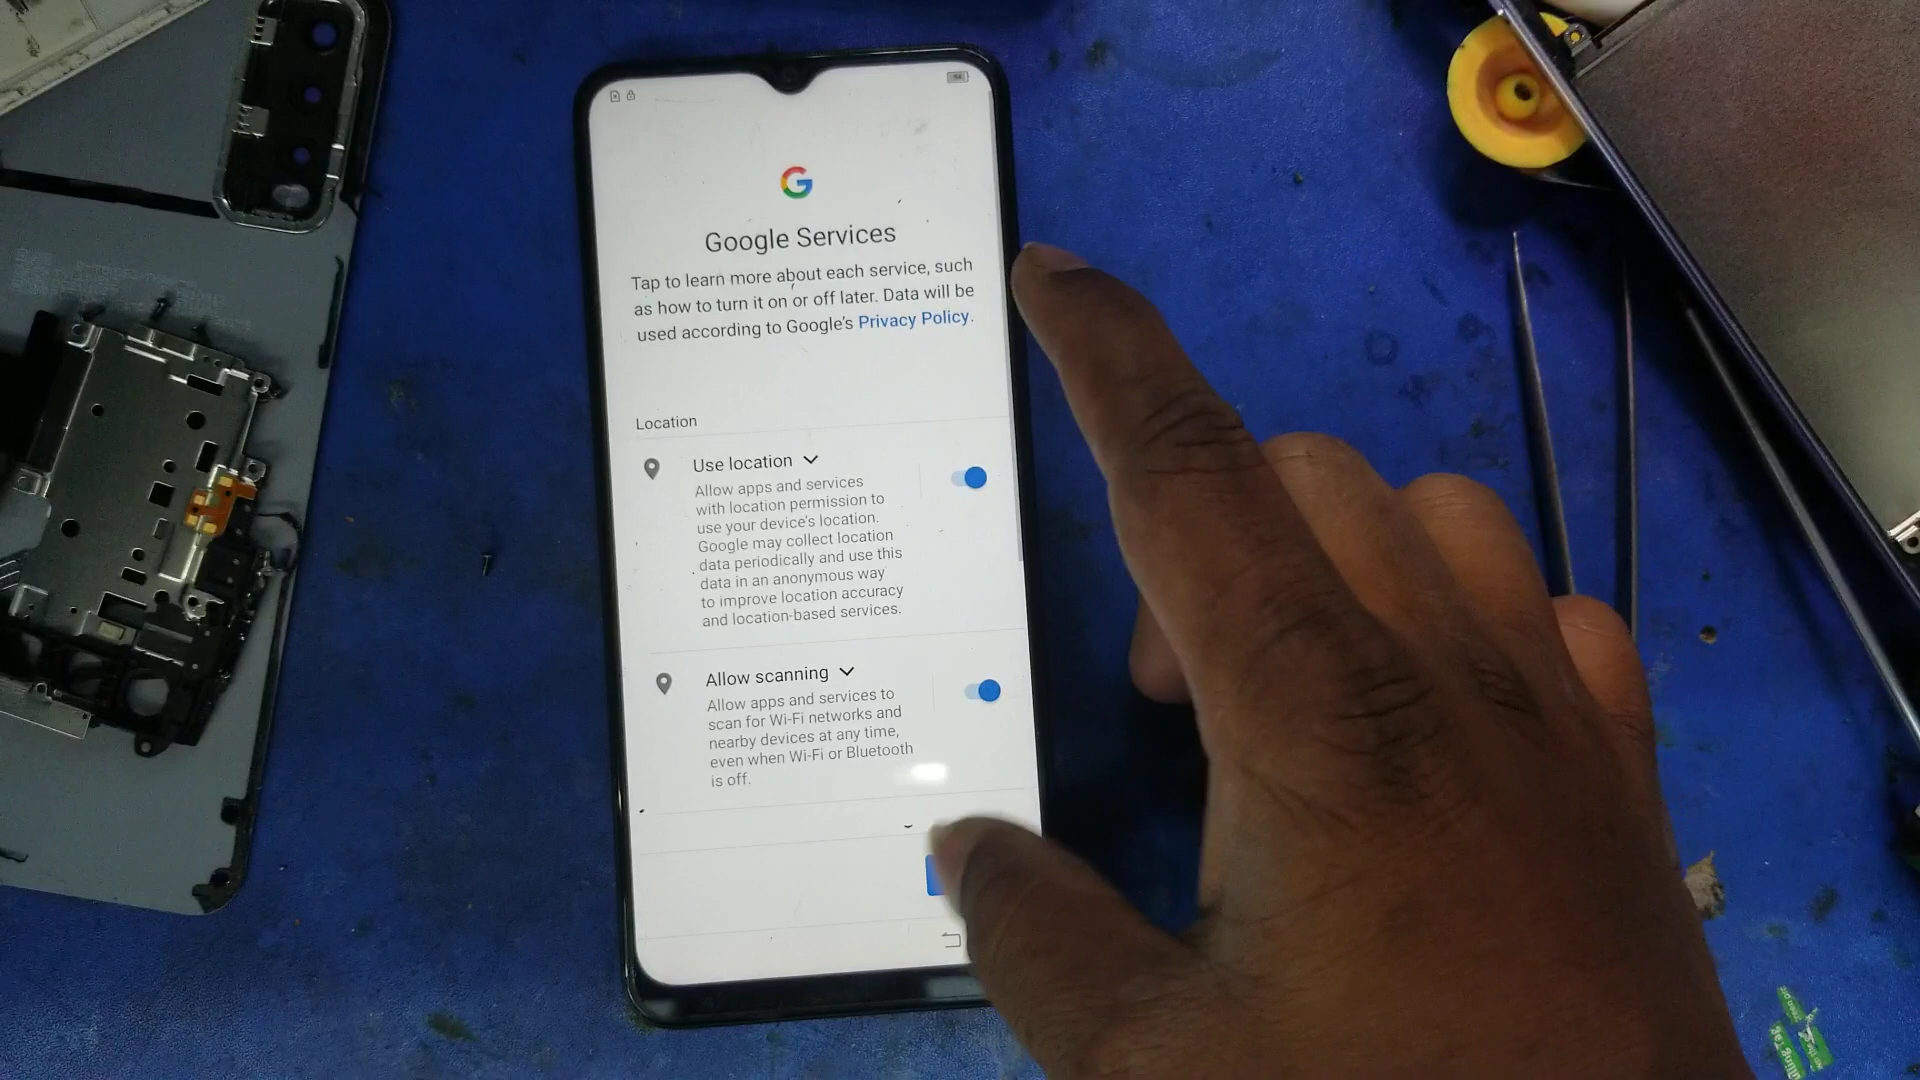 Google Services
Tap to learn more about each service, such
as how to turn it on or off later. Data will be
used according to Google's Privacy Policy.
Location
Use location
Allow apps and services
with location permission to
use your device's location.
Google may collect location
data periodically and use this
data in an anonymous way
to improve location accuracy
and location-based services.
Allow scanning
Allow apps and services to
scan for Wi-Fi networks and
nearby devices at any time,
even when Wi-Fi or Bluetooth
is off.